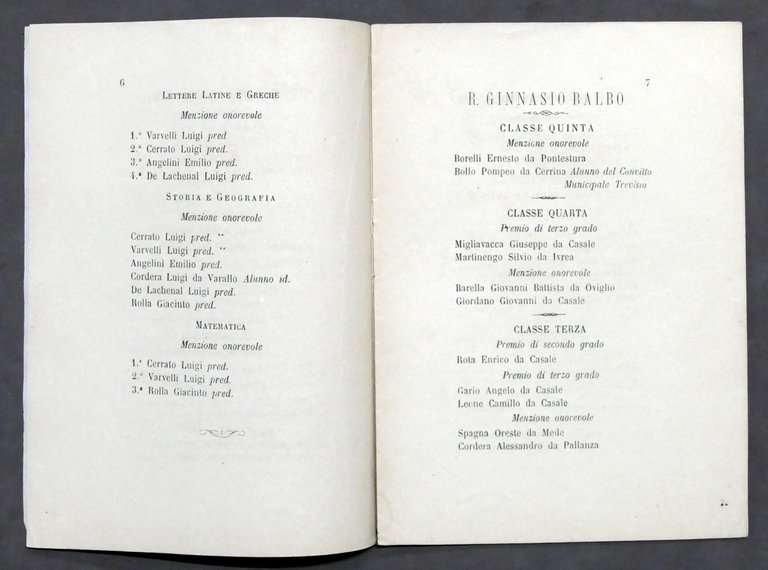 6
LETTERE LATINE E GRECHE
Menzione onorevole
1.ª Varvelli Luigi pred
2.ª Cerrato Luigi pred.
3.ª Angelini Emilio pred.
4.ª De Lachenal Luigi pred.
STORIA E GEOGRAFIA
Menzione onorevole
Cerrato Luigi pred. **
Varvelli Luigi pred. **
Angelini Emilio pred.
Cordera Luigi da Varallo Alunno id.
De Lachenal Luigi pred.
Rolla Giacinto pred.
MATEMATICA
Menzione onorevole
1.ª Cerrato Luigi pred.
2.ª Varvelli Luigi pred.
3.ª Rolla Giacinto pred.
7
R. GINNASIO BALBO
CLASSE QUINTA
Menzione onorevole
Borelli Ernesto da Pontestura
Bollo Pompeo da Cerrina Alunno del Convitto
Municipale Trevisio
CLASSE QUARTA
Premio di terzo grado
Migliavacca Giuseppe da Casale
Martinengo Silvio da Ivrea
Menzione onorevole
Barella Giovanni Battista da Oviglio
Giordano Giovanni da Casale
CLASSE TERZA
Premio di secondo grado
Rota Enrico da Casale
Premio di terzo grado
Gario Angelo da Casale
Leone Camillo da Casale
Menzione onorevole
Spagna Oreste da Mede
Cordera Alessandro da Pallanza